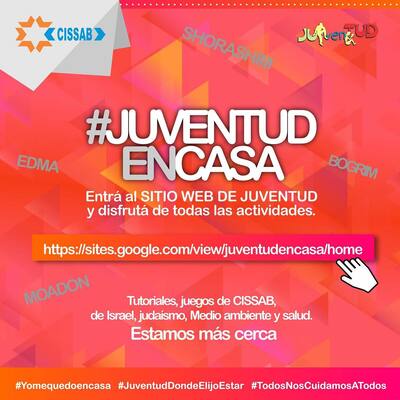 CISSAB
JUvenTUD
SHORASHIM
#JUVENTUD
ENCASA
EDMA
BOGRIM
Entrá al SITIO WEB DE JUVENTUD
y disfrutá de todas las actividades.
https://sites.google.com/view/juventudencasa/home
MOADON
Tutoriales, juegos de CISSAB,
de Israel, judaismo, Medio ambiente y salud.
Estamos más cerca
#Yomequedoencasa #JuventudDondeElijoEstar #TodosNosCuidamosATodos